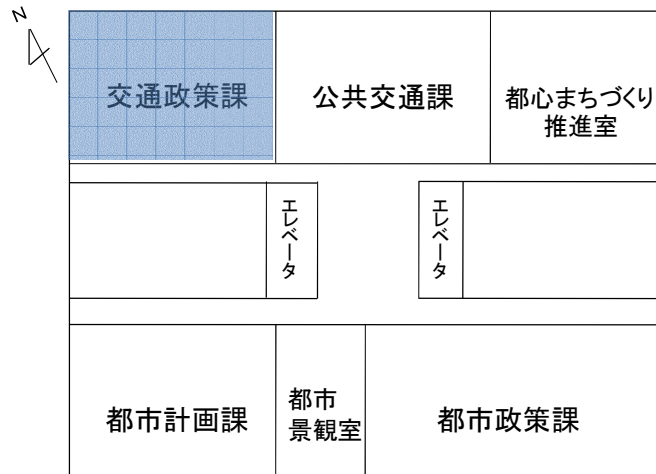 N
交通政策課
公共交通課
都心まちづくり
推進室
エレベータ
エレベータ
都市計画課
都市
景観室
都市政策課